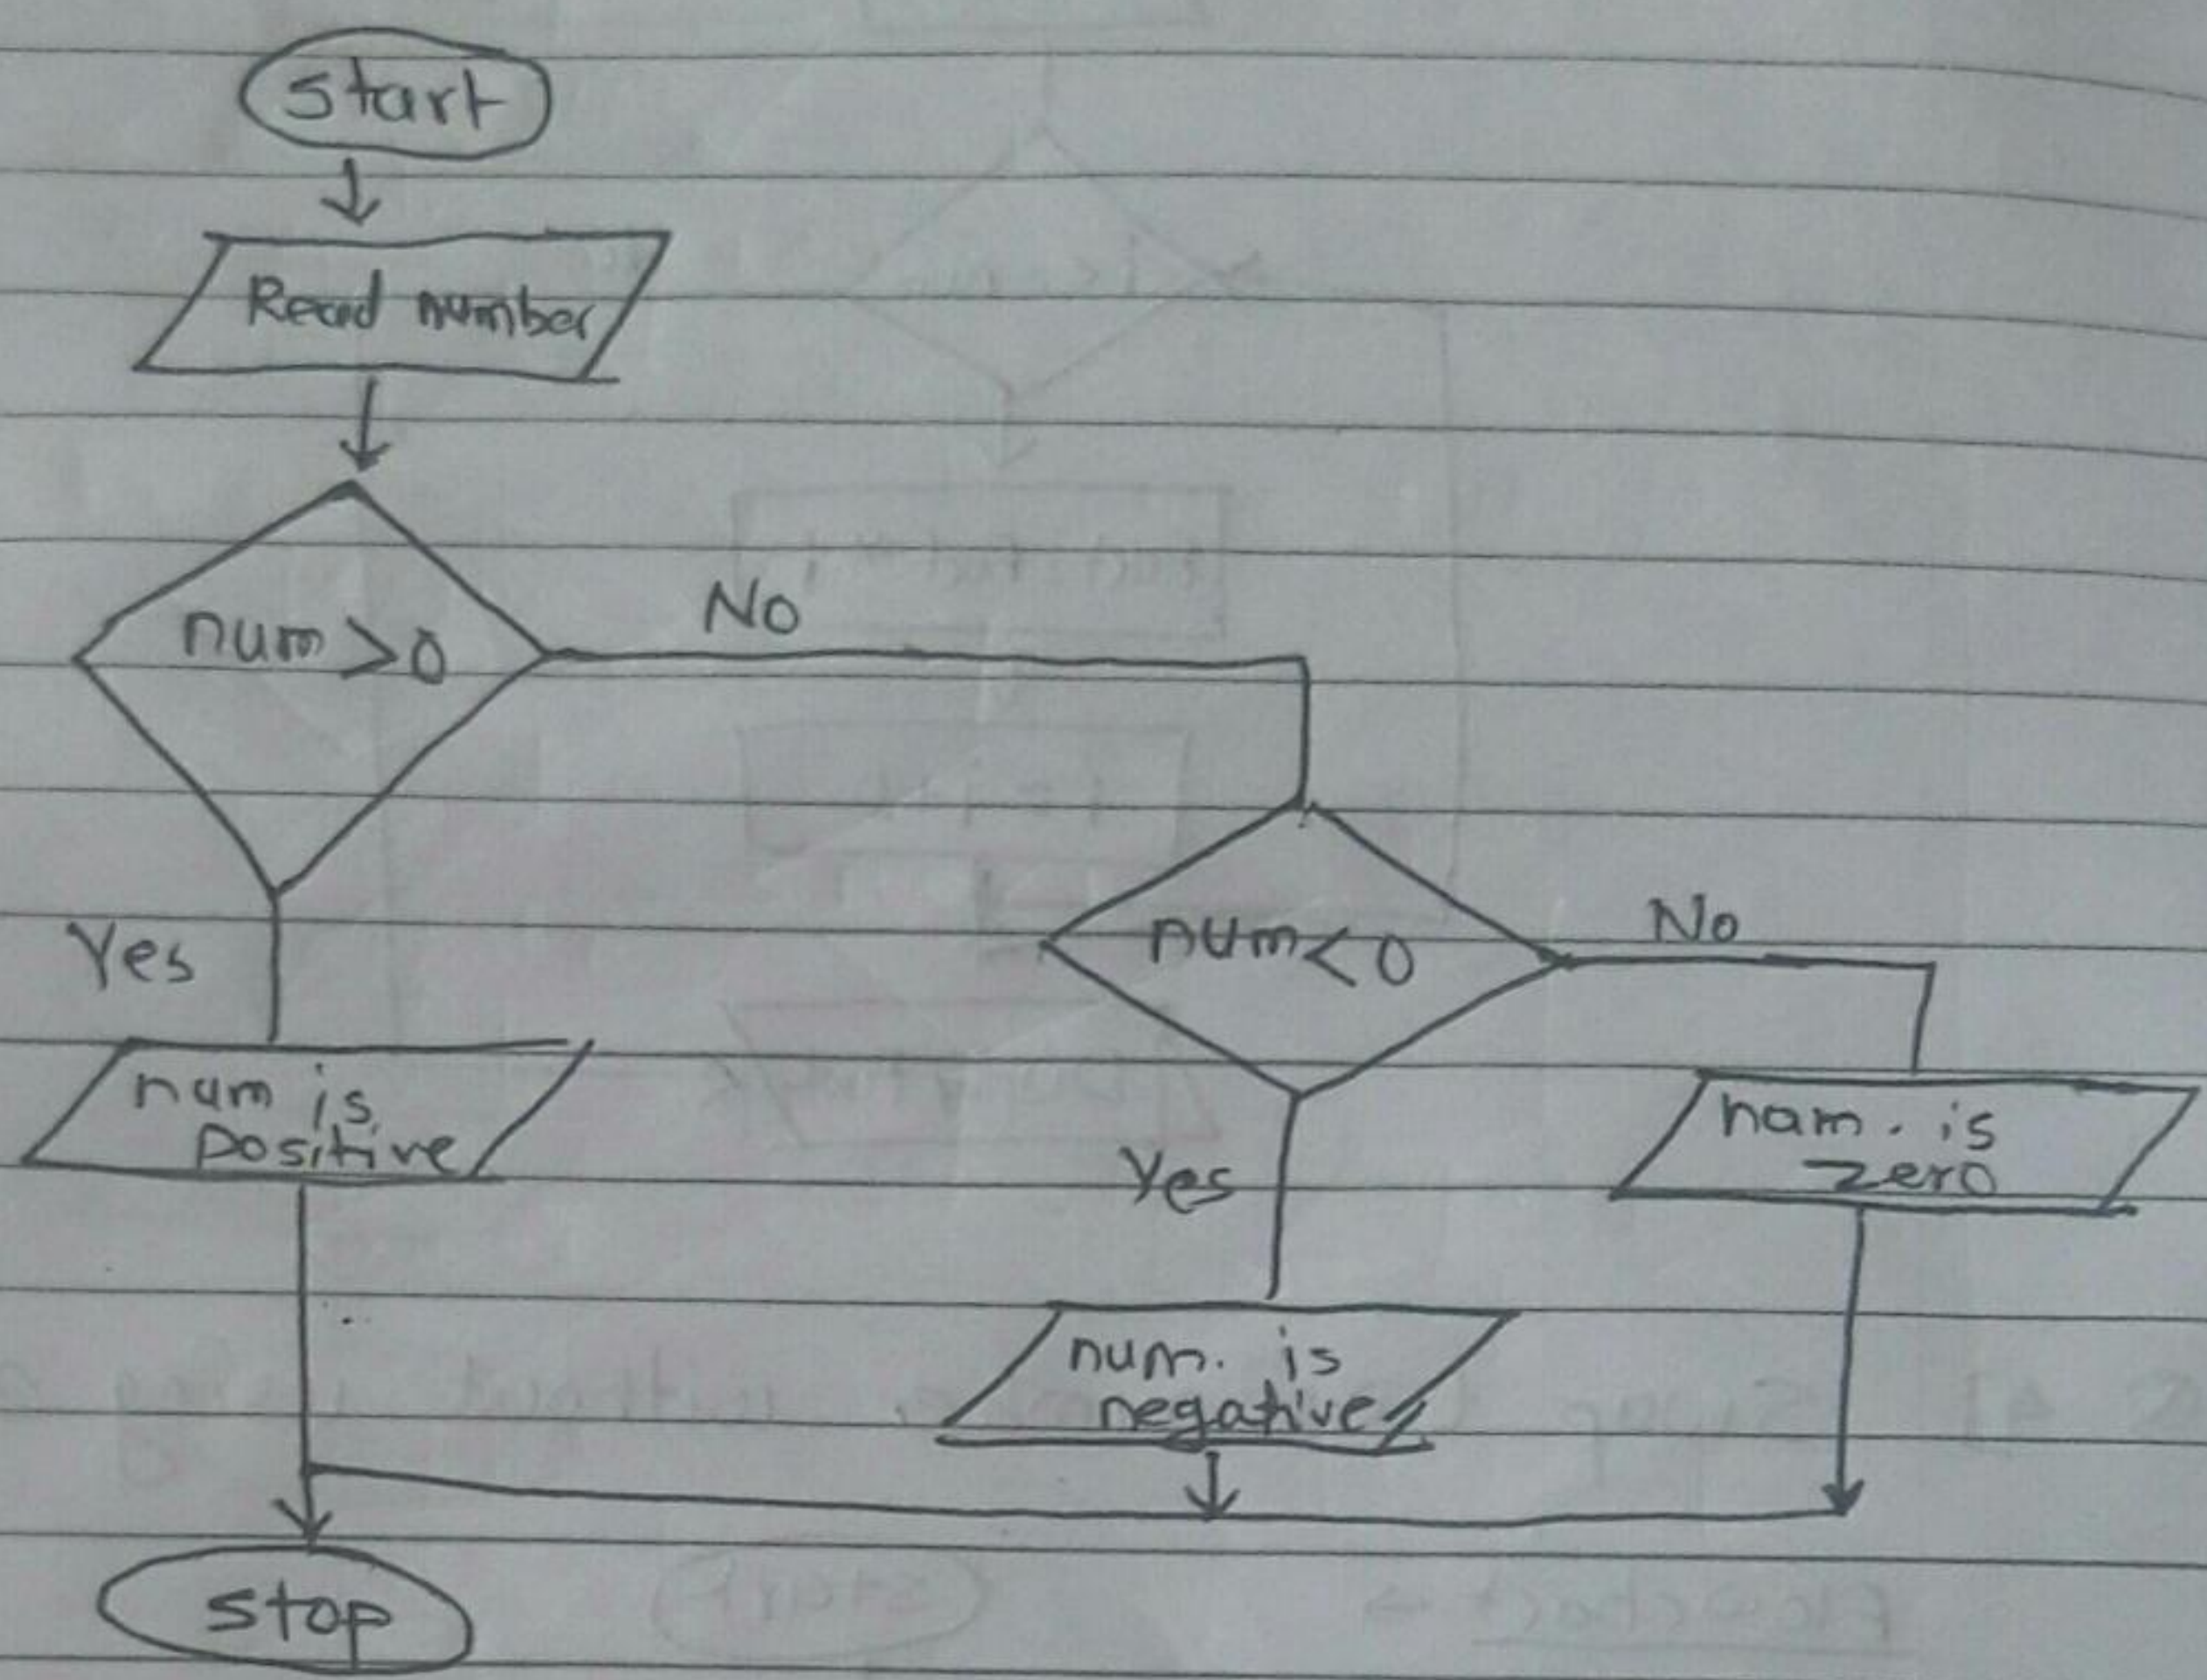 start
Read number
num>0
No
Yes
num<0
No
num is
positive
Yes
nam. is
zero
num. is
negative
stop